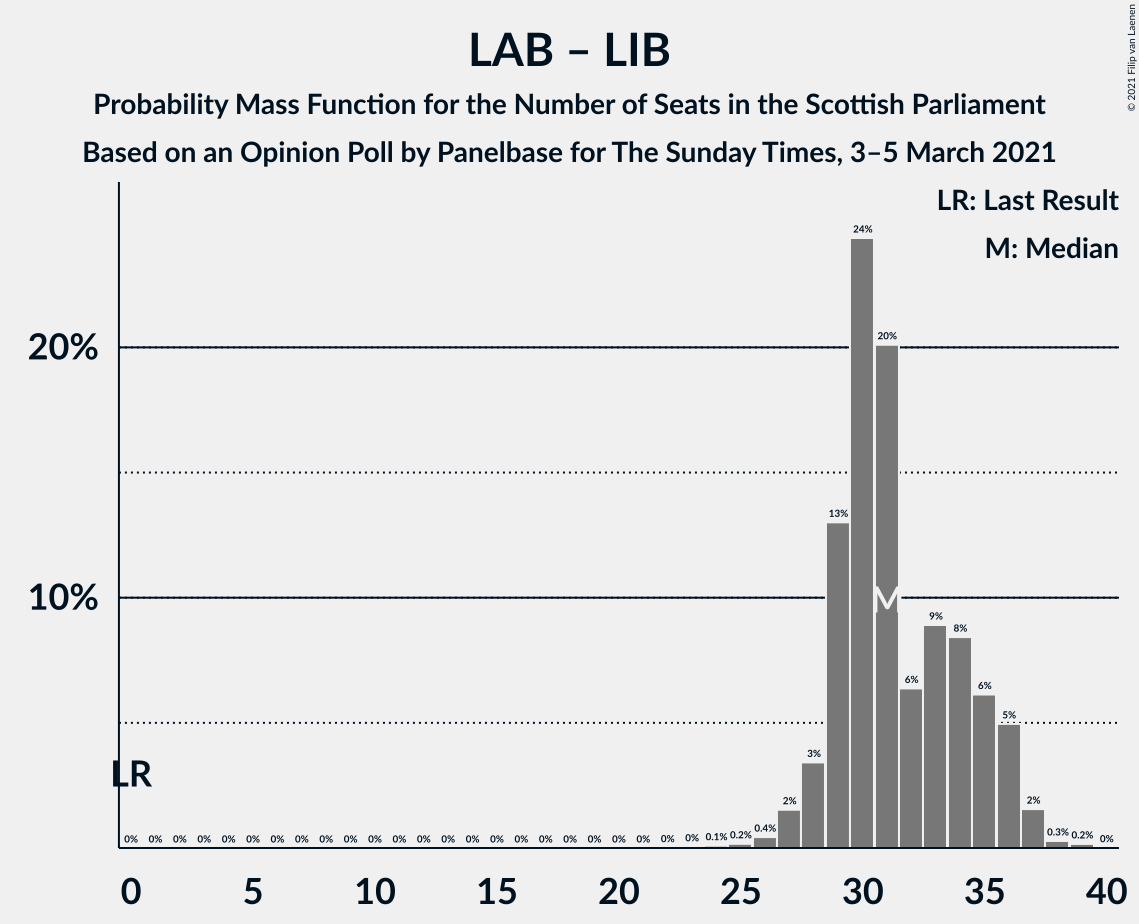 © 2021 Filip van Laenen
LAB – LIB
Probability Mass Function for the Number of Seats in the Scottish Parliament
Based on an Opinion Poll by Panelbase for The Sunday Times, 3–5 March 2021
LR: Last Result
M: Median
24%
20%
20%
13%
10%
M
9%
8%
6%
6%
5%
3%
LR
2%
2%
0% 0% 0% 0% 0% 0% 0% 0% 0% 0% 0% 0% 0% 0% 0% 0% 0% 0% 0% 0% 0% 0% 0% 0% 0.1% 0.2% 0.4% 0.3% 0.2% 0%
0 5 10 15 20 25 30 35 40